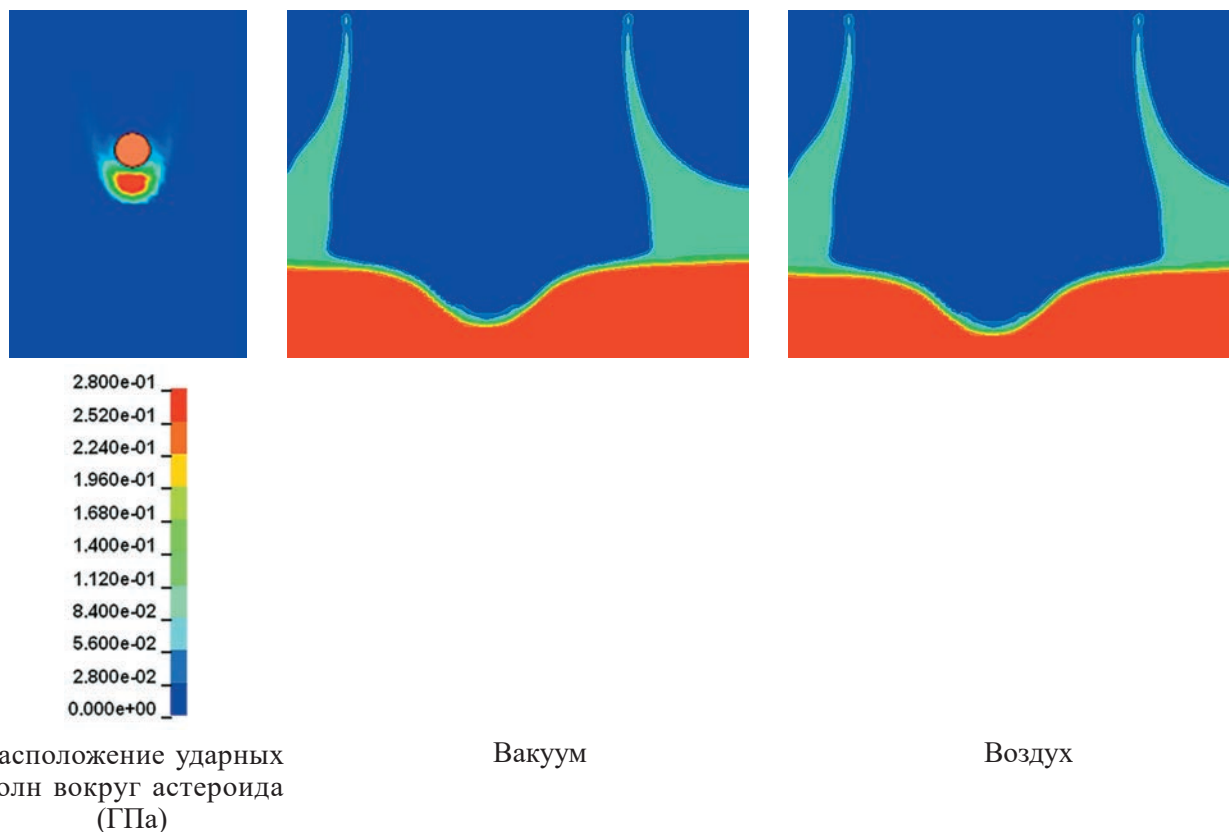 2.800e-01
2.520e-01
2.240e-01
1.960e-01
1.680e-01
1.400e-01
1.120e-01
8.400e-02
5.600e-02
2.800e-02
0.000e+00
асположение ударных
олн вокруг астероида
(ГПа)
Вакуум
Воздух